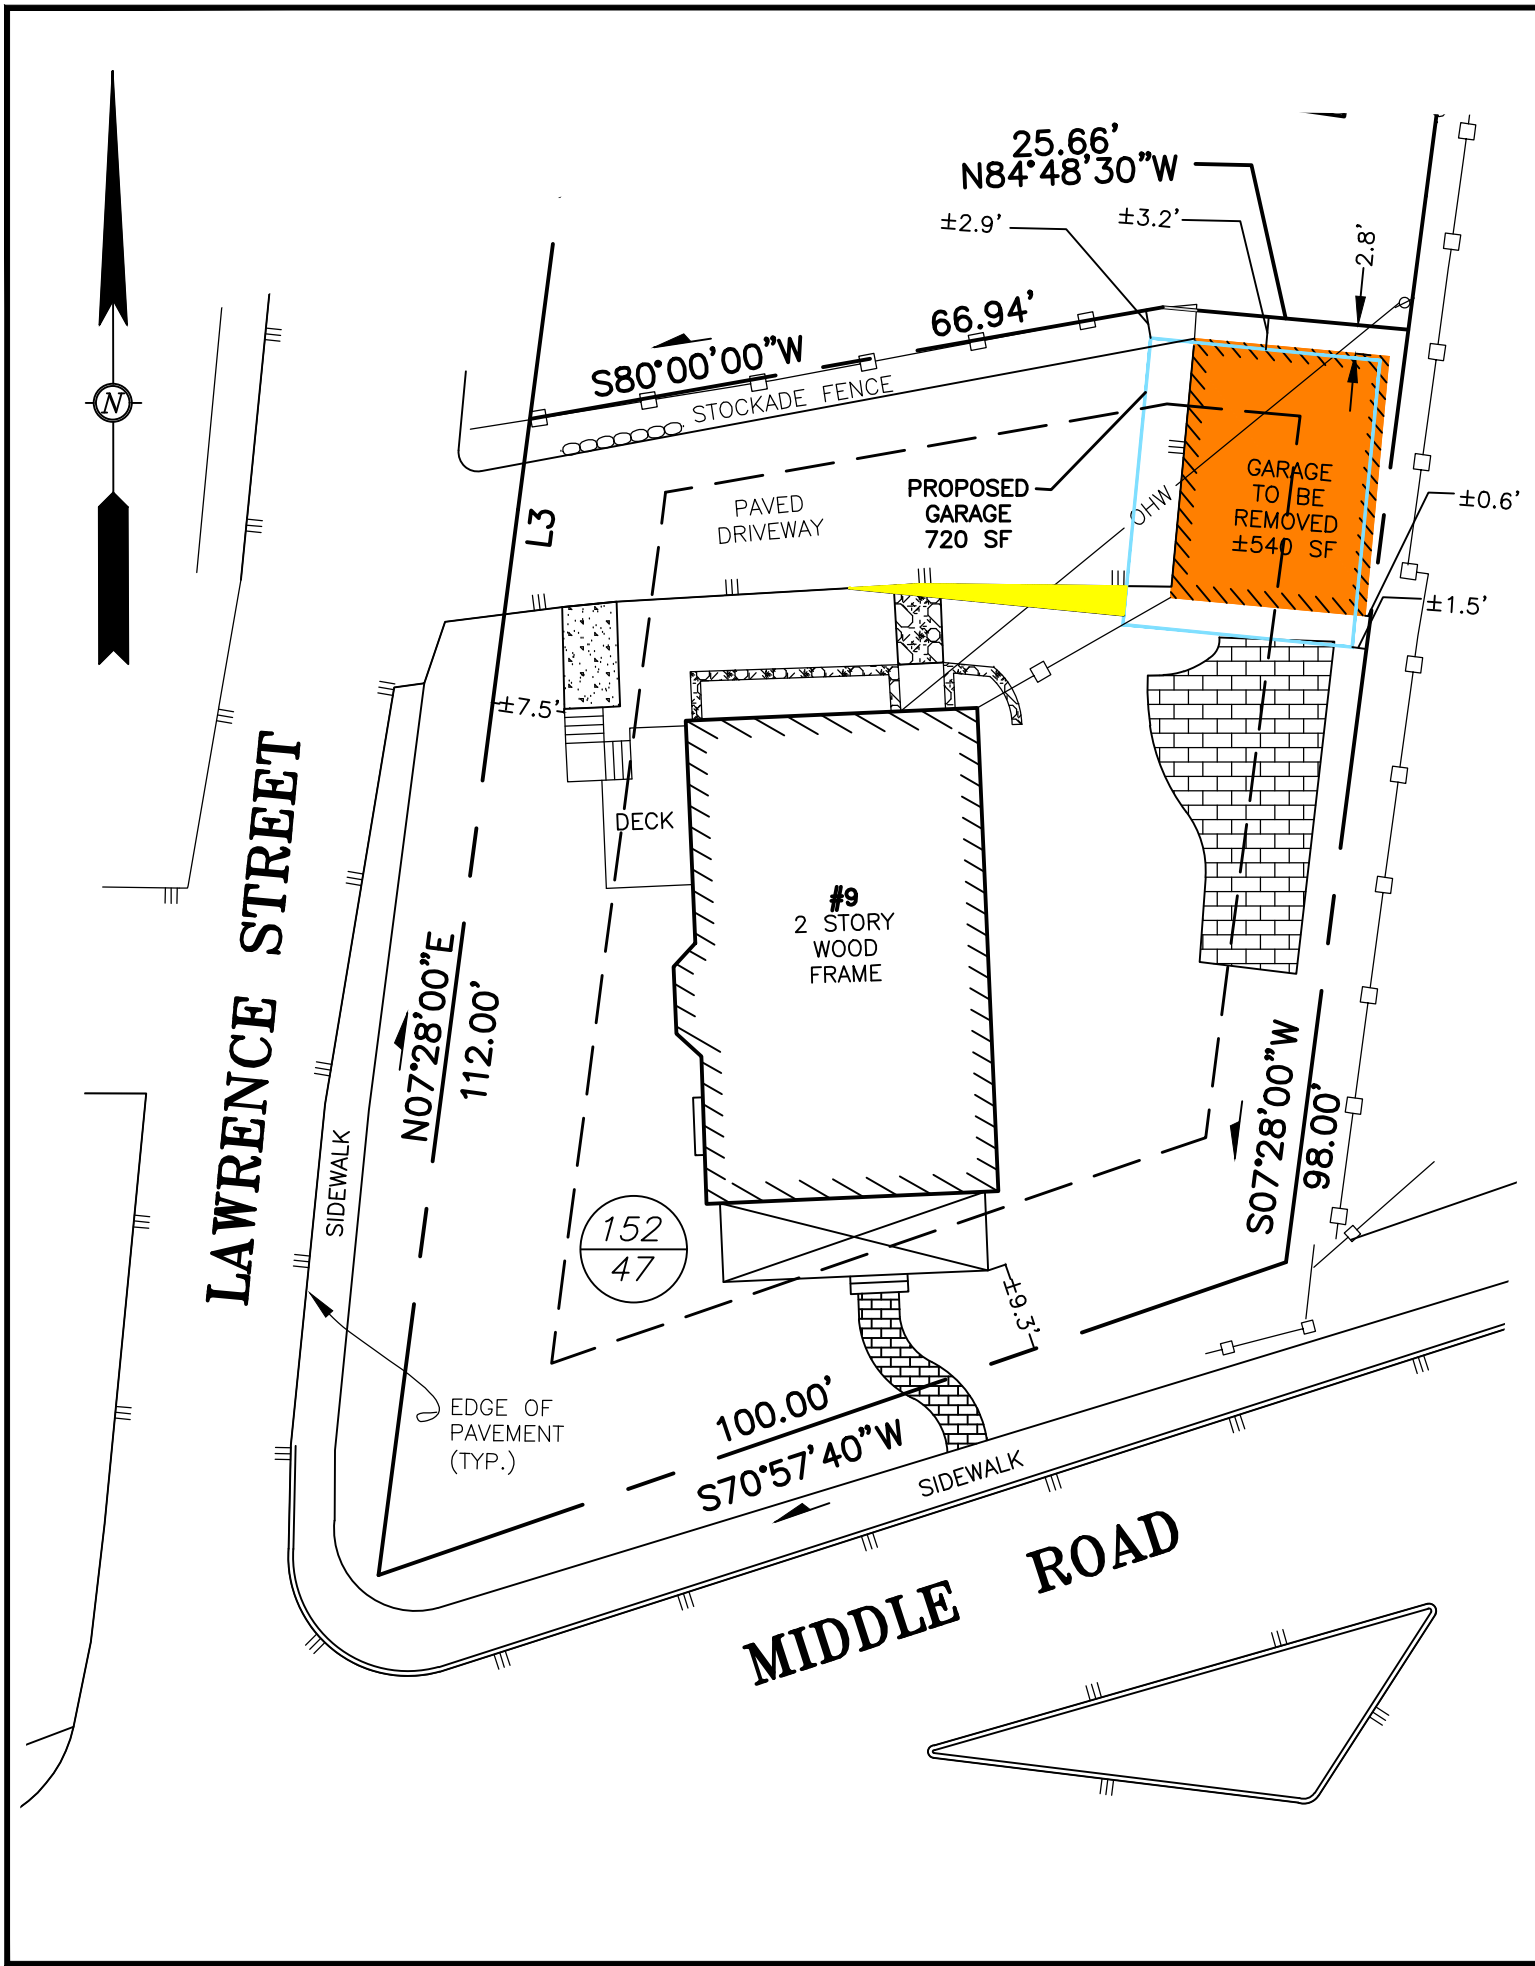 25.66'
N84°48'30"W
±2.9'
±3.2'
2.8'
66.94'
S80°00'00"W
STOCKADE FENCE
N
PAVED
DRIVEWAY
PROPOSED
GARAGE
720 SF
OHW
GARAGE
TO BE
REMOVED
±540 SF
±0.6'
±1.5'
L3
±7.5'
DECK
#9
2 STORY
WOOD
FRAME
LAWRENCE STREET
N07°28'00"E
112.00'
SIDEWALK
S07°28'00"W
98.00'
152
47
±9.3'
EDGE OF
PAVEMENT
(TYP.)
100.00'
S70°57'40"W
SIDEWALK
MIDDLE ROAD